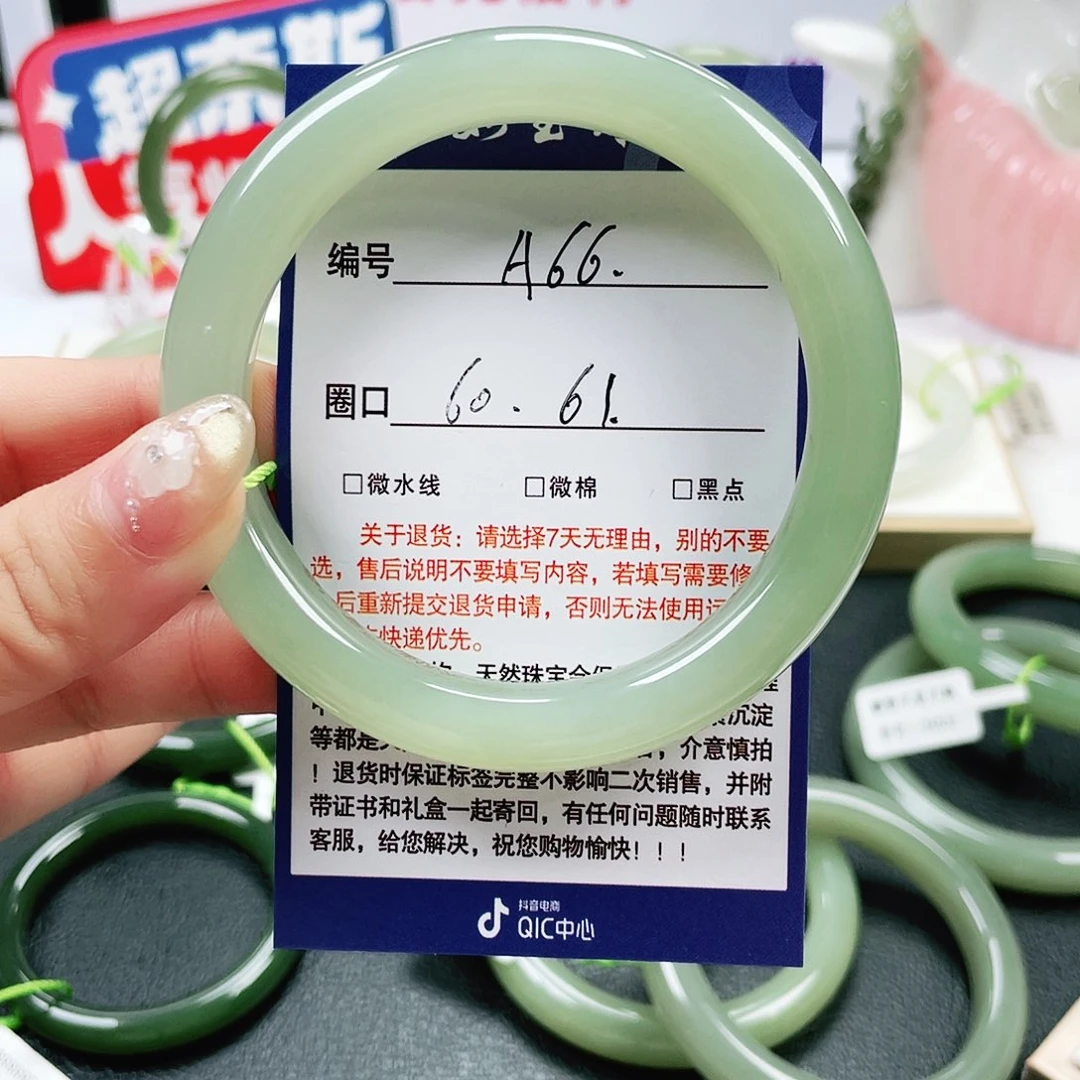 超奈斯
编号 A66.
圈口 60. 61.
□微水线 □微棉 □黑点
关于退货：请选择7天无理由，别的不要
选，售后说明不要填写内容，若填写需要修
后重新提交退货申请，否则无法使用运
快递优先。
天然珠宝
沉淀
等都是 介意慎拍
！退货时保证标签完整不影响二次销售，并附
带证书和礼盒一起寄回，有任何问题随时联系
客服，给您解决，祝您购物愉快！！！
抖音电商
QIC中心